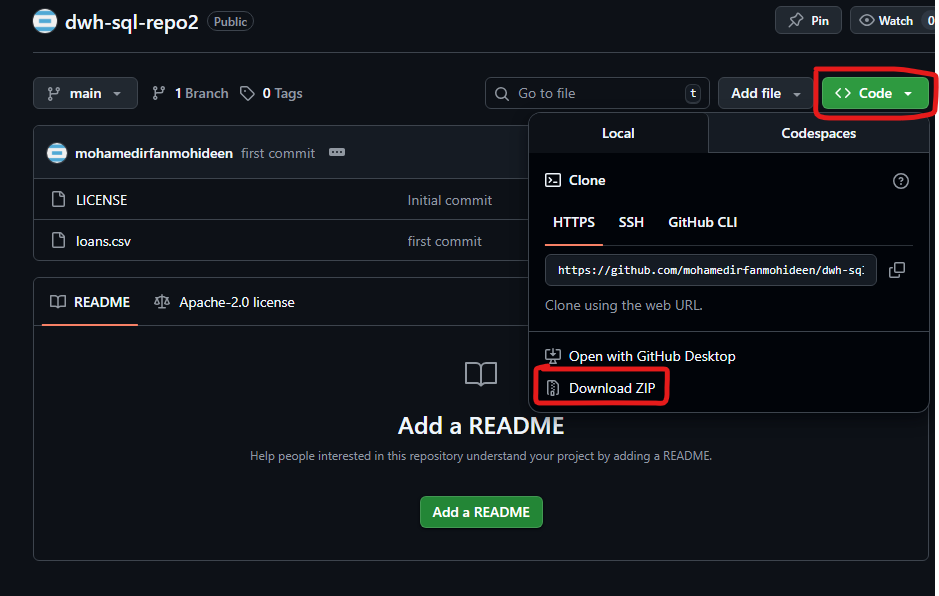 dwh-sql-repo2 Public Pin Watch 0
main 1 Branch 0 Tags Go to file t Add file Code
Local Codespaces
mohamedirfanmohideen first commit
Clone
LICENSE Initial commit
HTTPS SSH GitHub CLI
loans.csv first commit
https://github.com/mohamedirfanmohideen/dwh-sql
Clone using the web URL.
README Apache-2.0 license
Open with GitHub Desktop
Download ZIP
Add a README
Help people interested in this repository understand your project by adding a README.
Add a README